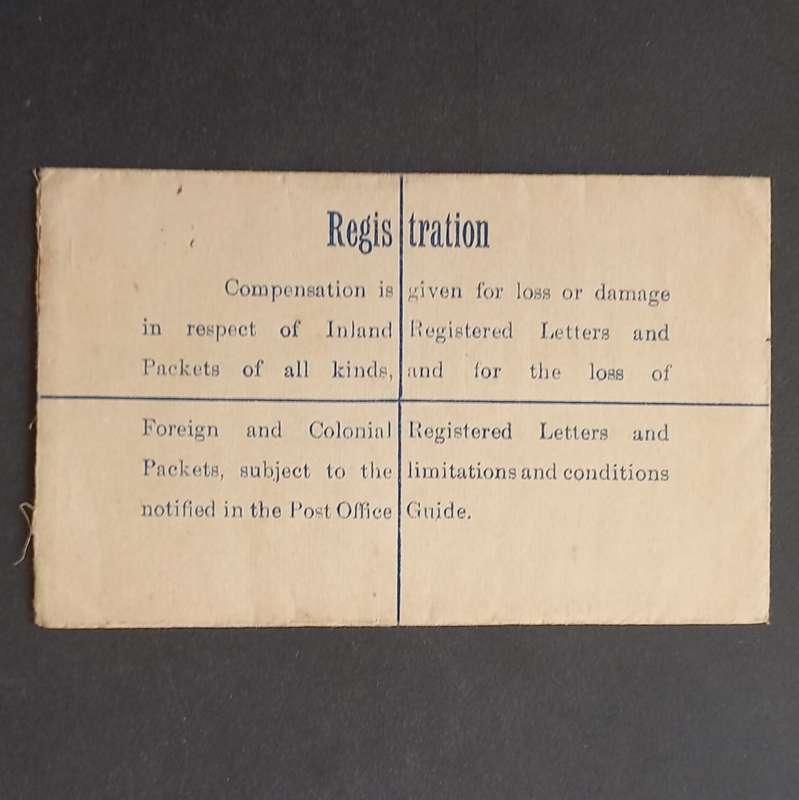 Registration
Compensation is given for loss or damage
in respect of Inland Registered Letters and
Packets of all kinds, and for the loss of
Foreign and Colonial Registered Letters and
Packets, subject to the limitations and conditions
notified in the Post Office Guide.